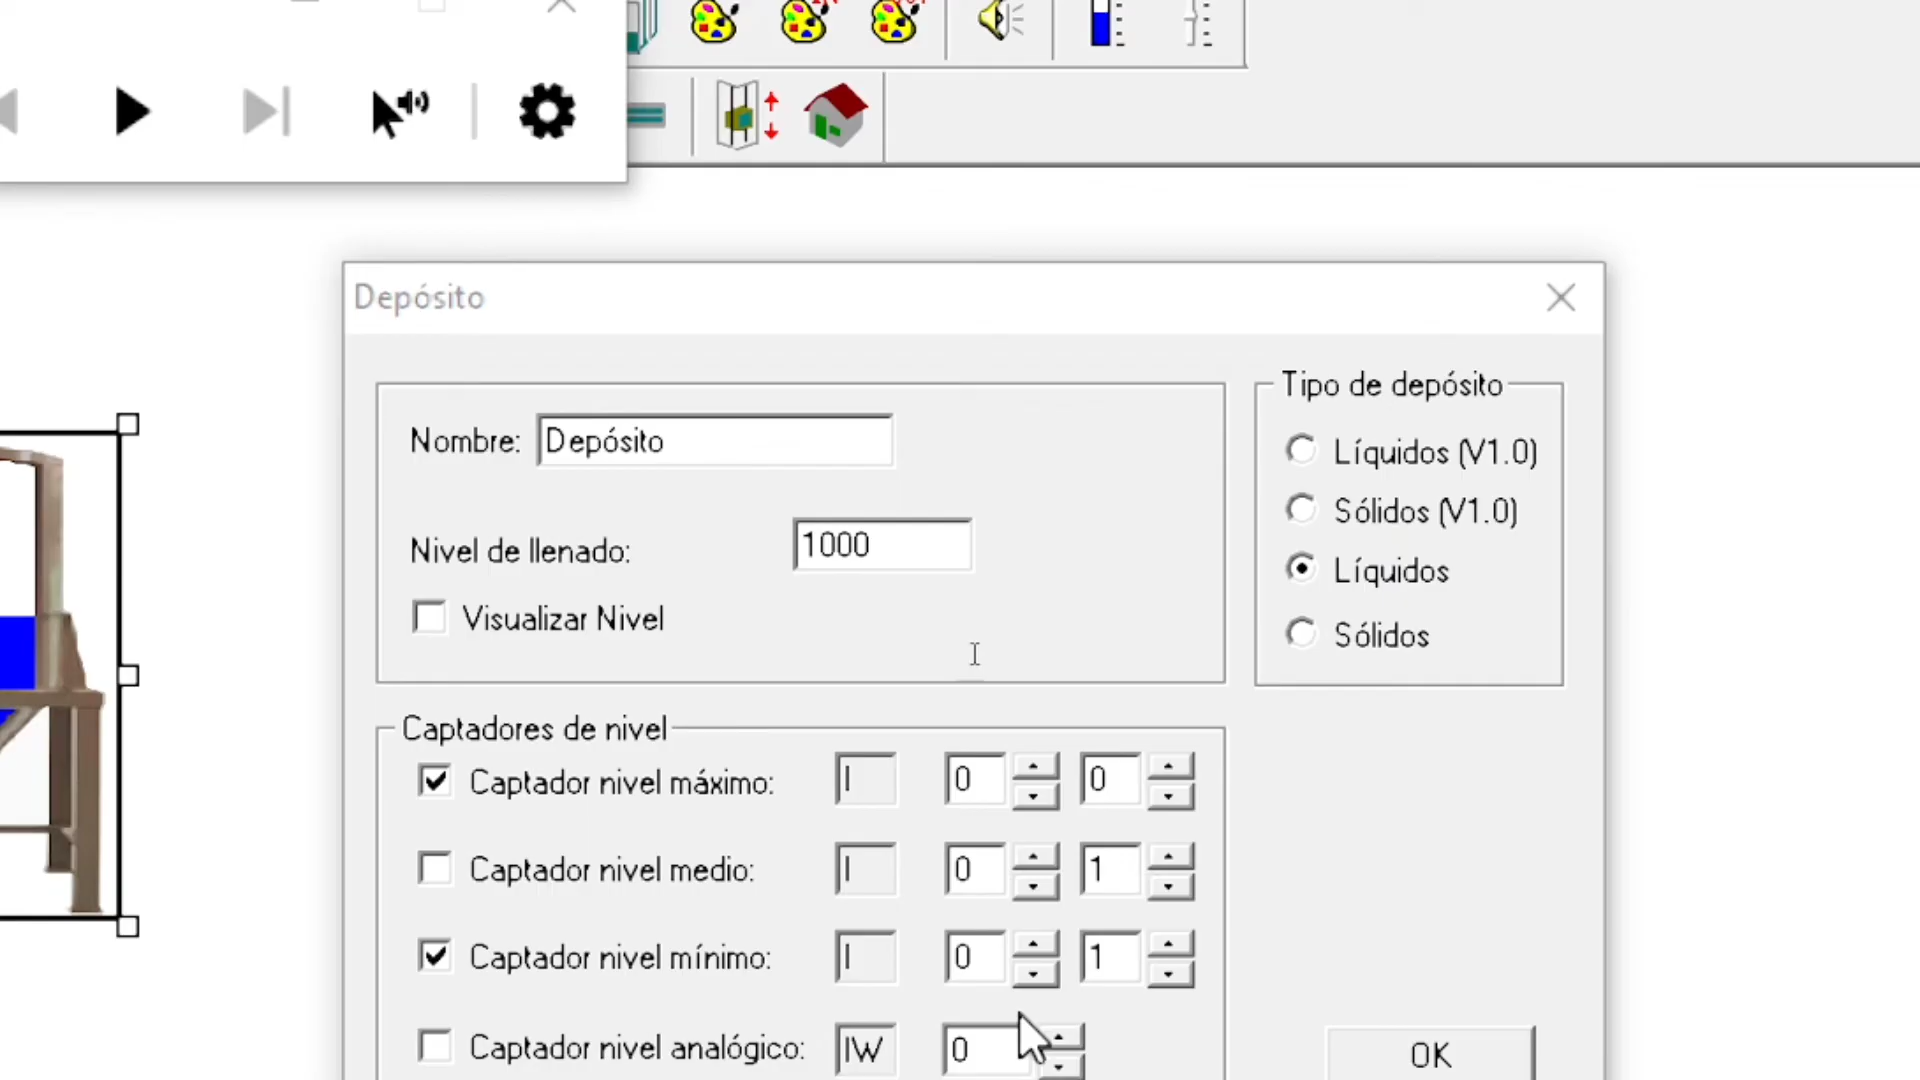 Depósito
Nombre: Depósito
Nivel de llenado: 1000
Visualizar Nivel
Tipo de depósito
Líquidos (V1.0)
Sólidos (V1.0)
Líquidos
Sólidos
Captadores de nivel
Captador nivel máximo: I 0 0
Captador nivel medio: I 0 1
Captador nivel mínimo: I 0 1
Captador nivel analógico: IW 0
OK